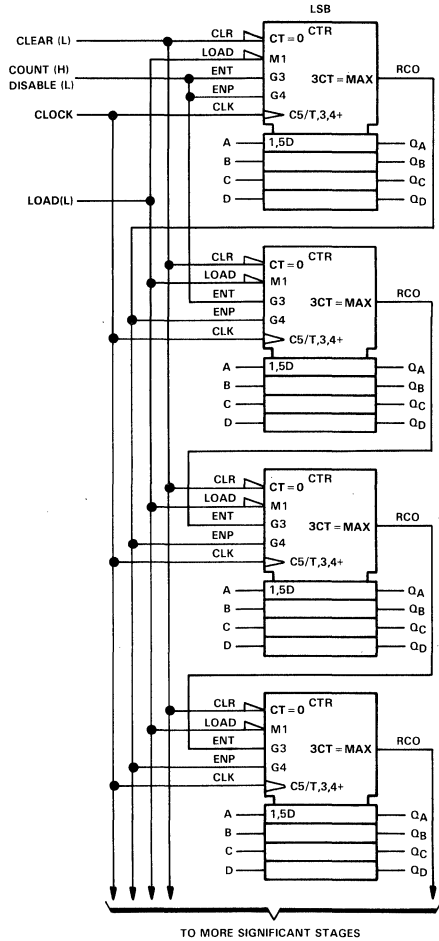 LSB
CLEAR (L)
CLR
CT = 0
CTR
LOAD
M1
COUNT (H)
DISABLE (L)
ENT
G3
3CT = MAX
RCO
ENP
G4
CLOCK
CLK
C5/T,3,4+
A
1,5D
QA
B
QB
C
QC
D
QD
LOAD(L)
CLR
CT = 0
CTR
LOAD
M1
ENT
G3
3CT = MAX
RCO
ENP
G4
CLK
C5/T,3,4+
A
1,5D
QA
B
QB
C
QC
D
QD
CLR
CT = 0
CTR
LOAD
M1
ENT
G3
3CT = MAX
RCO
ENP
G4
CLK
C5/T,3,4+
A
1,5D
QA
B
QB
C
QC
D
QD
CLR
CT = 0
CTR
LOAD
M1
ENT
G3
3CT = MAX
RCO
ENP
G4
CLK
C5/T,3,4+
A
1,5D
QA
B
QB
C
QC
D
QD
TO MORE SIGNIFICANT STAGES